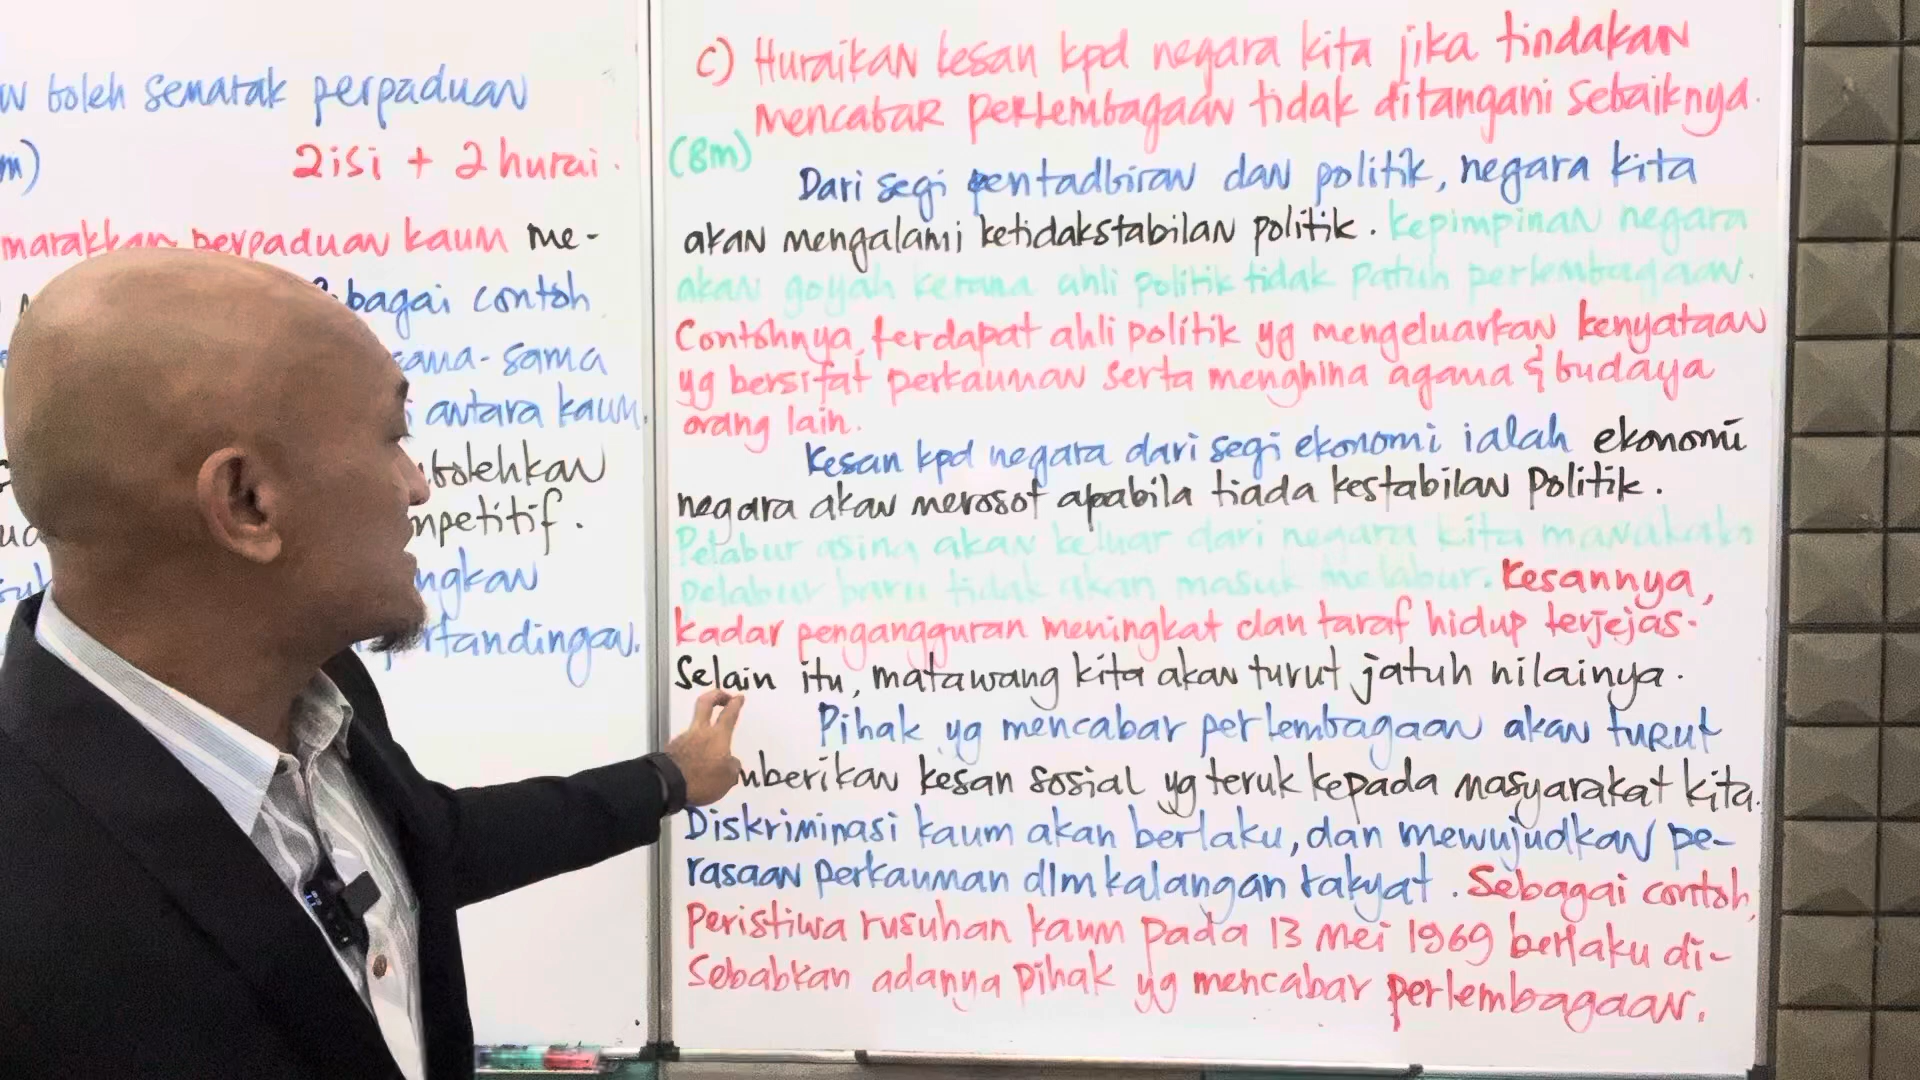 boleh semarak perpaduan
2 isi + 2 hurai.
marakkan perpaduan kaum me-
bagai contoh
sama-sama
antara kaum.
bolehkan
mpetitif.
ngkan
rtandingan.
c) Huraikan kesan kpd negara kita jika tindakan
mencabar perlembagaan tidak ditangani sebaiknya.
(8m)
Dari segi pentadbiran dan politik, negara kita
akan mengalami ketidakstabilan politik. Kepimpinan negara
akan goyah kerana ahli politik tidak patuh perlembagaan.
Contohnya, terdapat ahli politik yg mengeluarkan kenyataan
yg bersifat perkauman serta menghina agama & budaya
orang lain.
Kesan kpd negara dari segi ekonomi ialah ekonomi
negara akan merosot apabila tiada kestabilan politik.
Pelabur asing akan keluar dari negara kita manakala
pelabur baru tidak akan masuk melabur. Kesannya,
kadar pengangguran meningkat dan taraf hidup terjejas.
Selain itu, matawang kita akan turut jatuh nilainya.
Pihak yg mencabar perlembagaan akan turut
mberikan kesan sosial yg teruk kepada masyarakat kita.
Diskriminasi kaum akan berlaku, dan mewujudkan pe-
rasaan perkauman dlm kalangan rakyat. Sebagai contoh,
peristiwa rusuhan kaum pada 13 Mei 1969 berlaku di-
sebabkan adanya pihak yg mencabar perlembagaan.